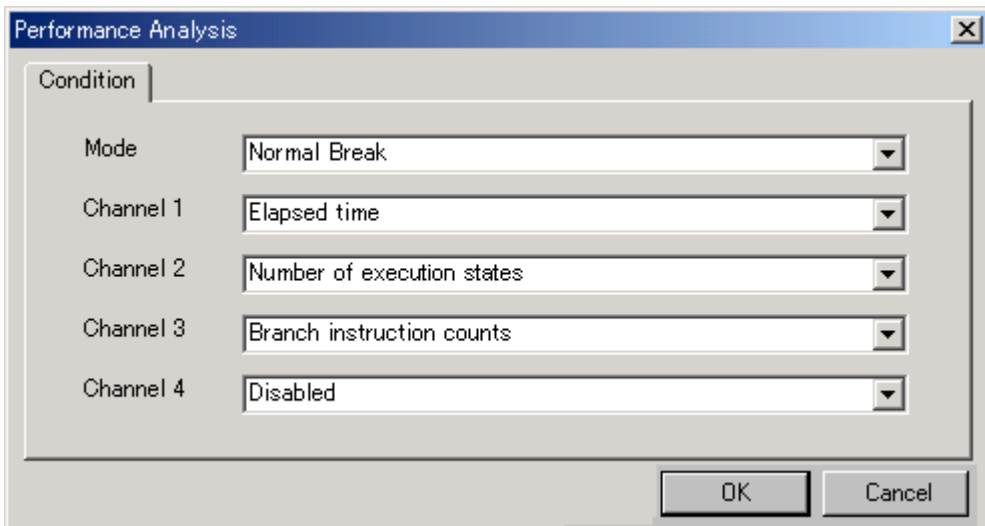 Performance Analysis
Condition
Mode Normal Break
Channel 1 Elapsed time
Channel 2 Number of execution states
Channel 3 Branch instruction counts
Channel 4 Disabled
OK Cancel